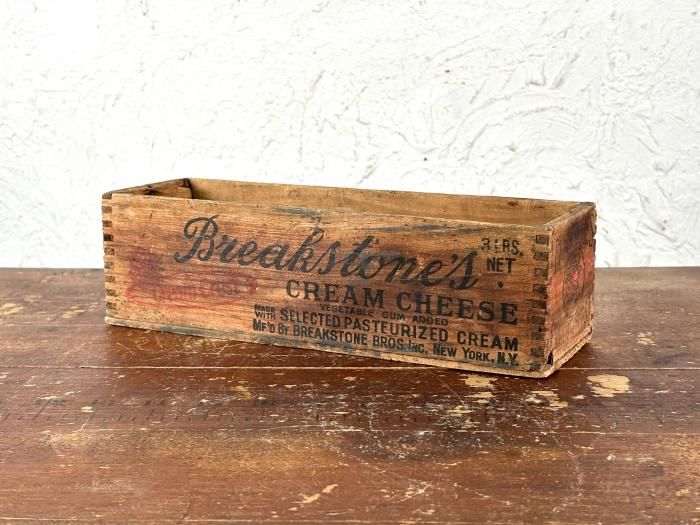 Breakstone's
3 LBS.
NET
CREAM CHEESE
VEGETABLE GUM ADDED
MADE WITH SELECTED PASTEURIZED CREAM
MF'D BY BREAKSTONE BROS. INC. NEW YORK, N.Y.